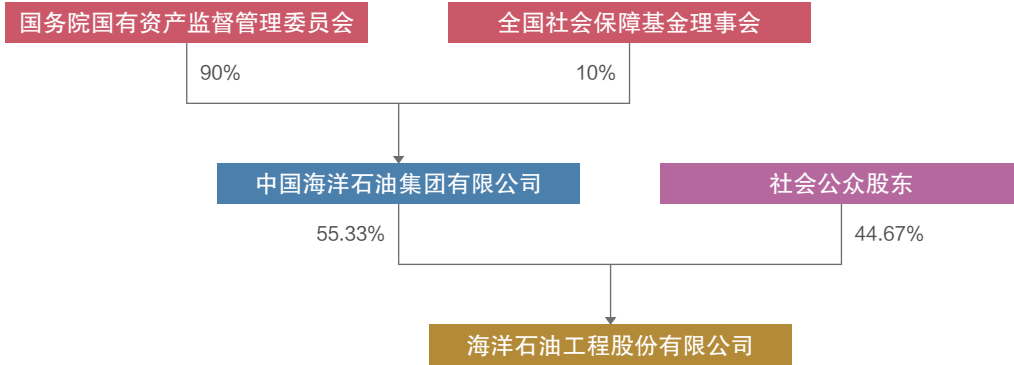 国务院国有资产监督管理委员会
全国社会保障基金理事会
90%
10%
中国海洋石油集团有限公司
社会公众股东
55.33%
44.67%
海洋石油工程股份有限公司